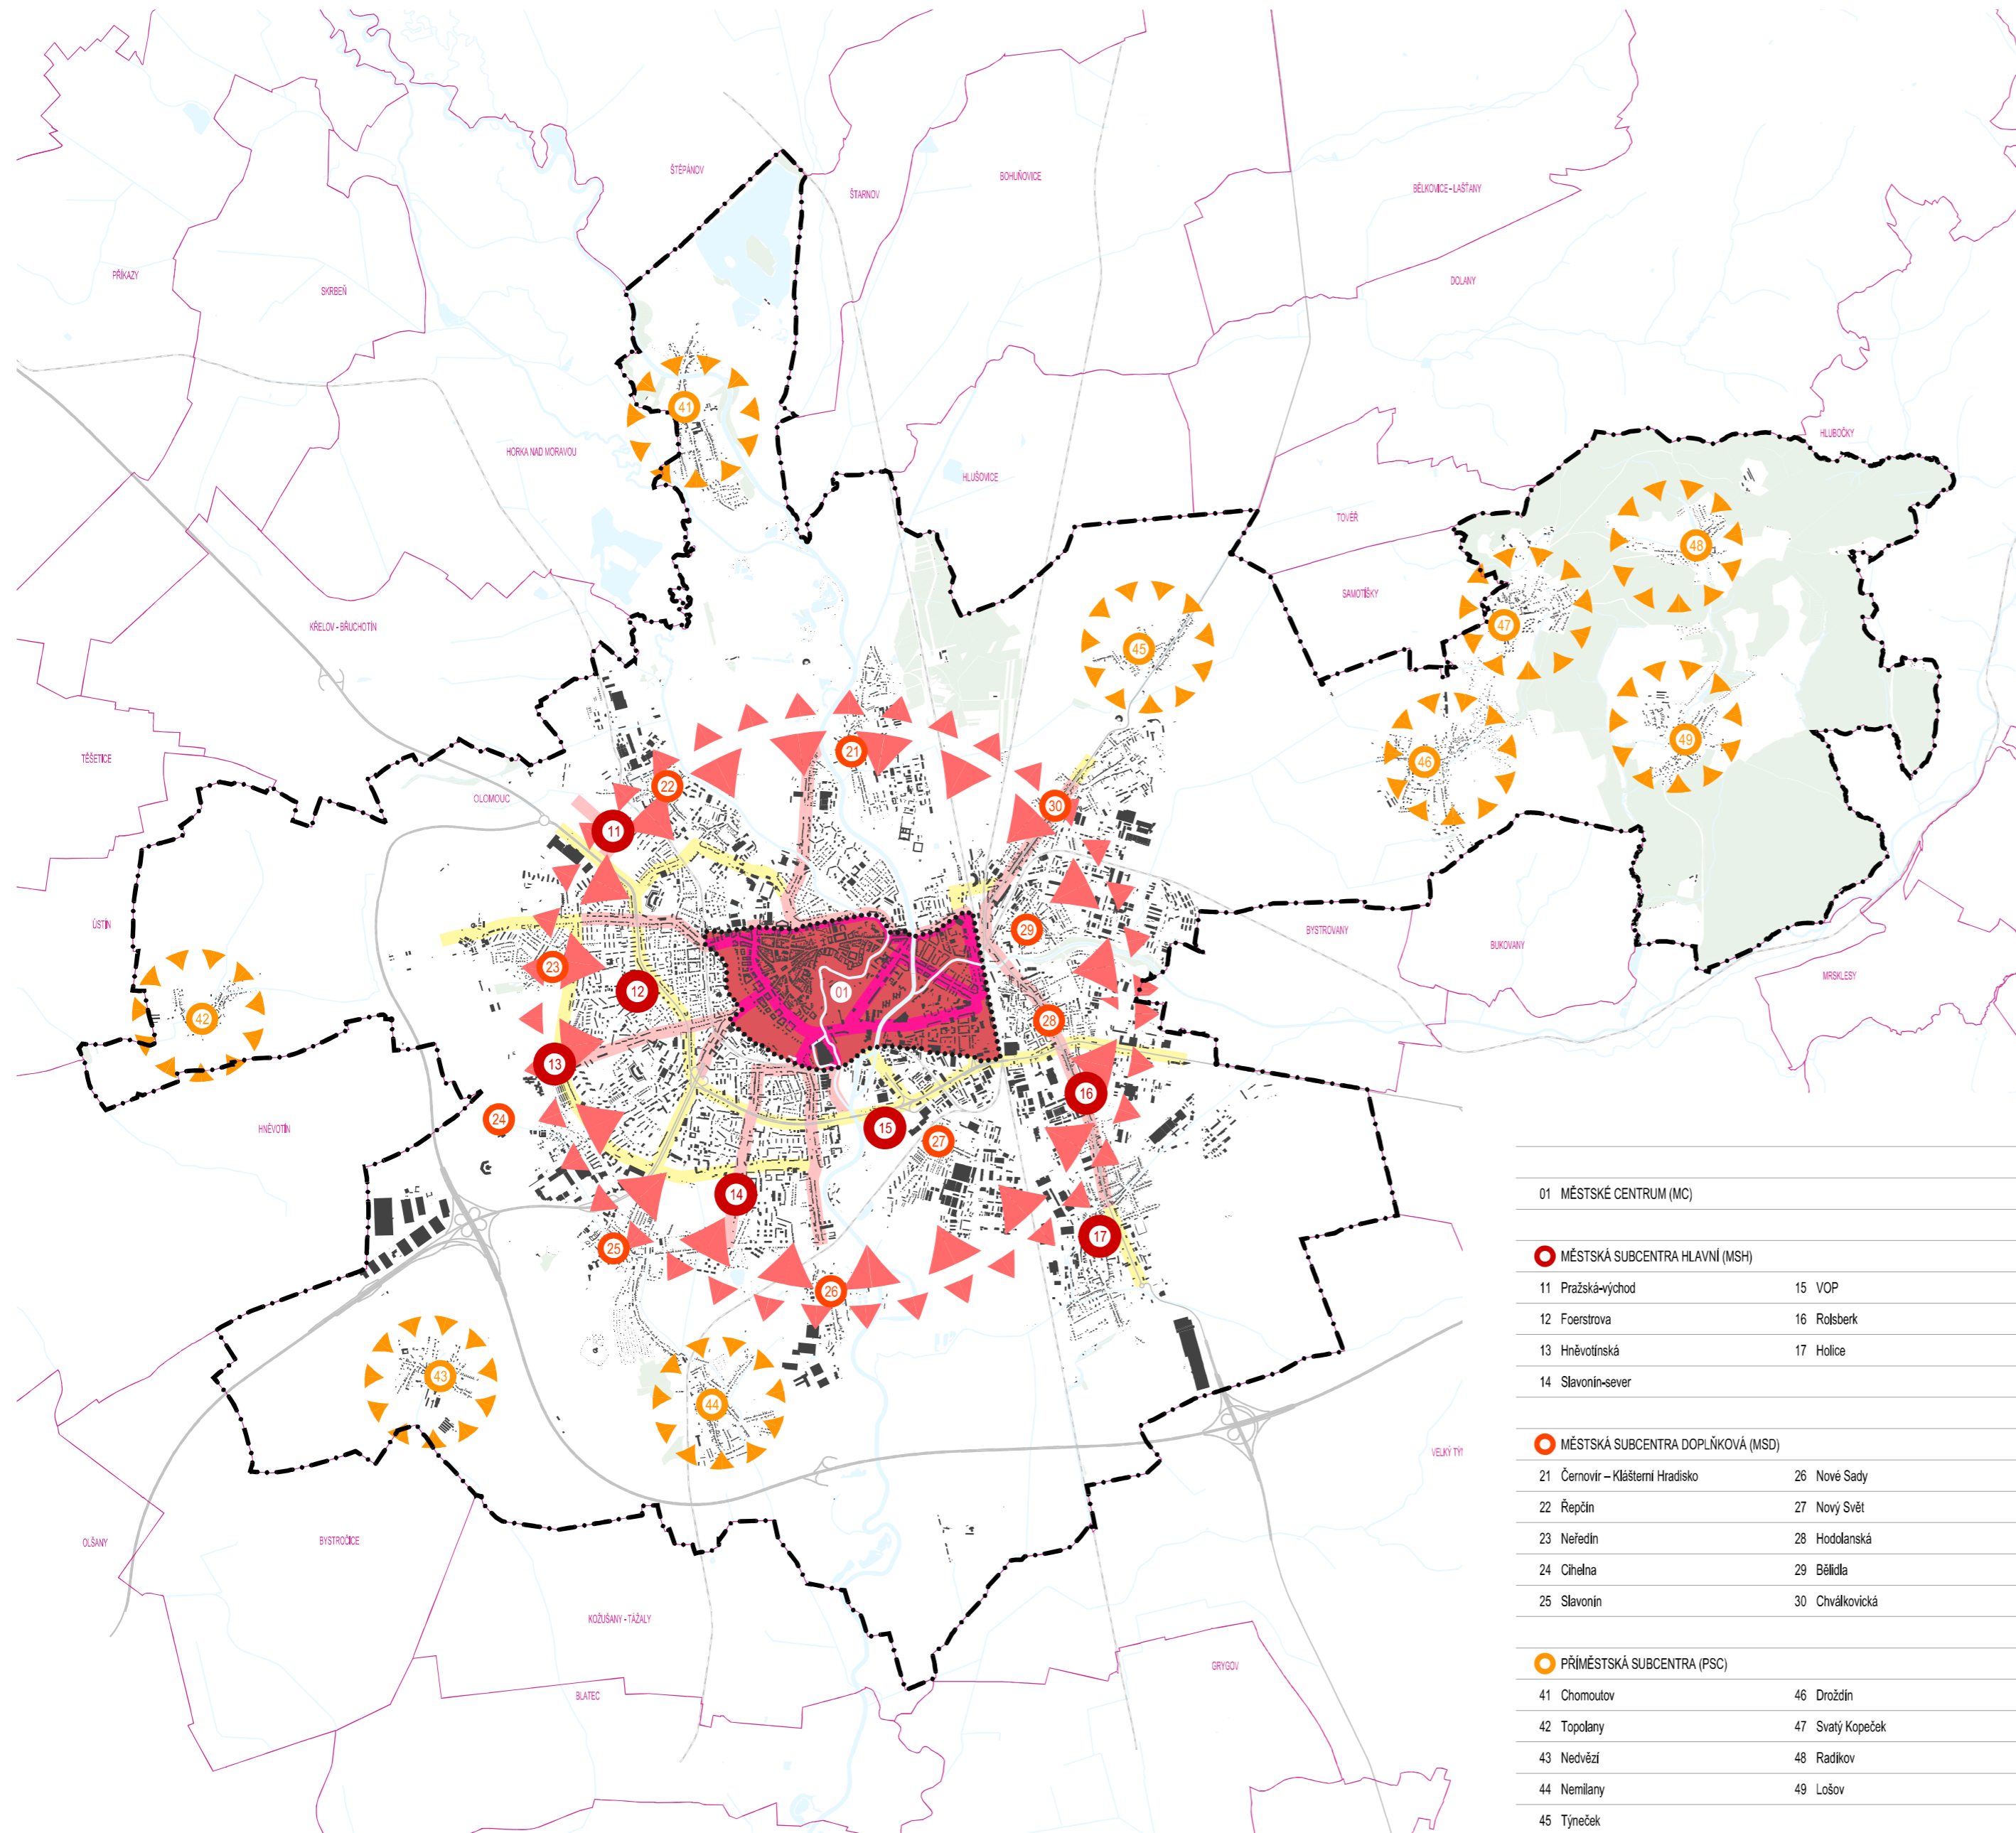 ŠTĚPÁNOV
ŠTARNOV
BOHUŇOVICE
BĚLKOVICE - LAŠŤANY
PŘÍKAZY
SKRBEŇ
DOLANY
41
HORKA NAD MORAVOU
HLUŠOVICE
HLUBOČKY
TOVĚŘ
48
SAMOTIŠKY
47
KŘELOV - BŘUCHOTÍN
45
49
TĚŠETICE
21
46
22
OLOMOUC
30
11
ÚSTÍN
29
BYSTROVANY
BUKOVANY
23
MRSKLESY
12
01
42
28
13
16
24
HNĚVOTÍN
15
27
14
17
25
26
43
44
VELKÝ TÝN
OLŠANY
BYSTROČICE
KOŽUŠANY - TÁŽALY
GRYGOV
BLATEC
01 MĚSTSKÉ CENTRUM (MC)
MĚSTSKÁ SUBCENTRA HLAVNÍ (MSH)
11 Pražská-východ 15 VOP
12 Foerstrova 16 Rolsberk
13 Hněvotínská 17 Holice
14 Slavonín-sever
MĚSTSKÁ SUBCENTRA DOPLŇKOVÁ (MSD)
21 Černovír – Klášterní Hradisko 26 Nové Sady
22 Řepčín 27 Nový Svět
23 Neředín 28 Hodolanská
24 Cihelna 29 Bělidla
25 Slavonín 30 Chválkovická
PŘÍMĚSTSKÁ SUBCENTRA (PSC)
41 Chomoutov 46 Droždín
42 Topolany 47 Svatý Kopeček
43 Nedvězí 48 Radíkov
44 Nemilany 49 Lošov
45 Týneček